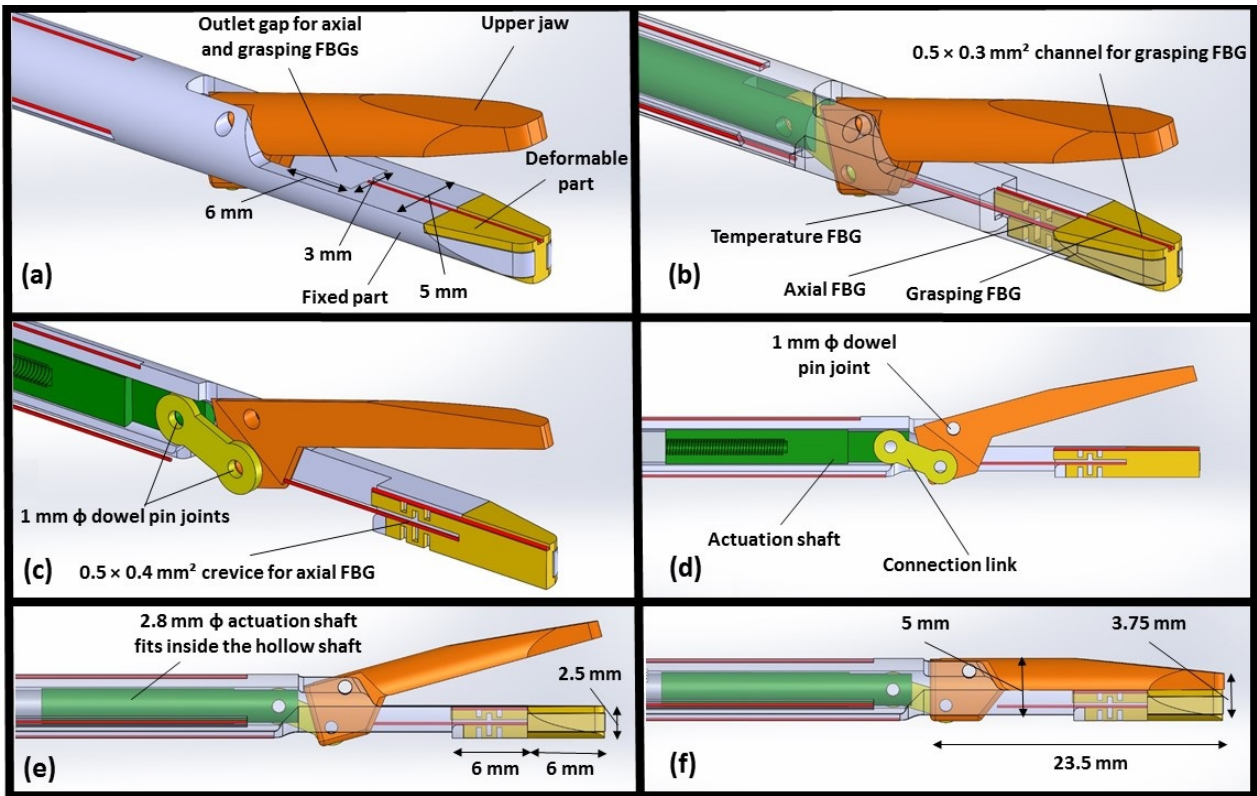 Outlet gap for axial
and grasping FBGs
Upper jaw
Deformable
part
6 mm
3 mm
5 mm
Fixed part
(a)
0.5 × 0.3 mm² channel for grasping FBG
Temperature FBG
Axial FBG
Grasping FBG
(b)
1 mm ϕ dowel pin joints
0.5 × 0.4 mm² crevice for axial FBG
(c)
1 mm ϕ dowel
pin joint
Actuation shaft
Connection link
(d)
2.8 mm ϕ actuation shaft
fits inside the hollow shaft
2.5 mm
6 mm
6 mm
(e)
5 mm
3.75 mm
23.5 mm
(f)